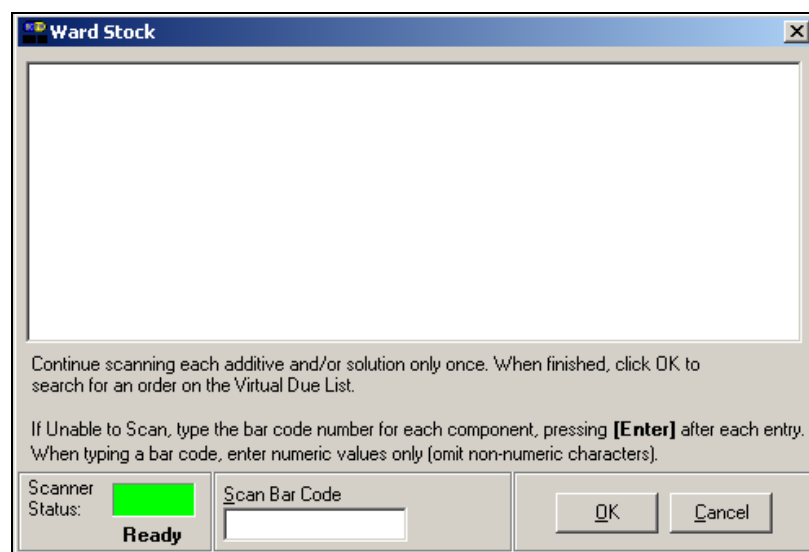 Ward Stock
Continue scanning each additive and/or solution only once. When finished, click OK to
search for an order on the Virtual Due List.
If Unable to Scan, type the bar code number for each component, pressing [Enter] after each entry.
When typing a bar code, enter numeric values only (omit non-numeric characters).
Scanner
Status:
Ready
Scan Bar Code
OK
Cancel